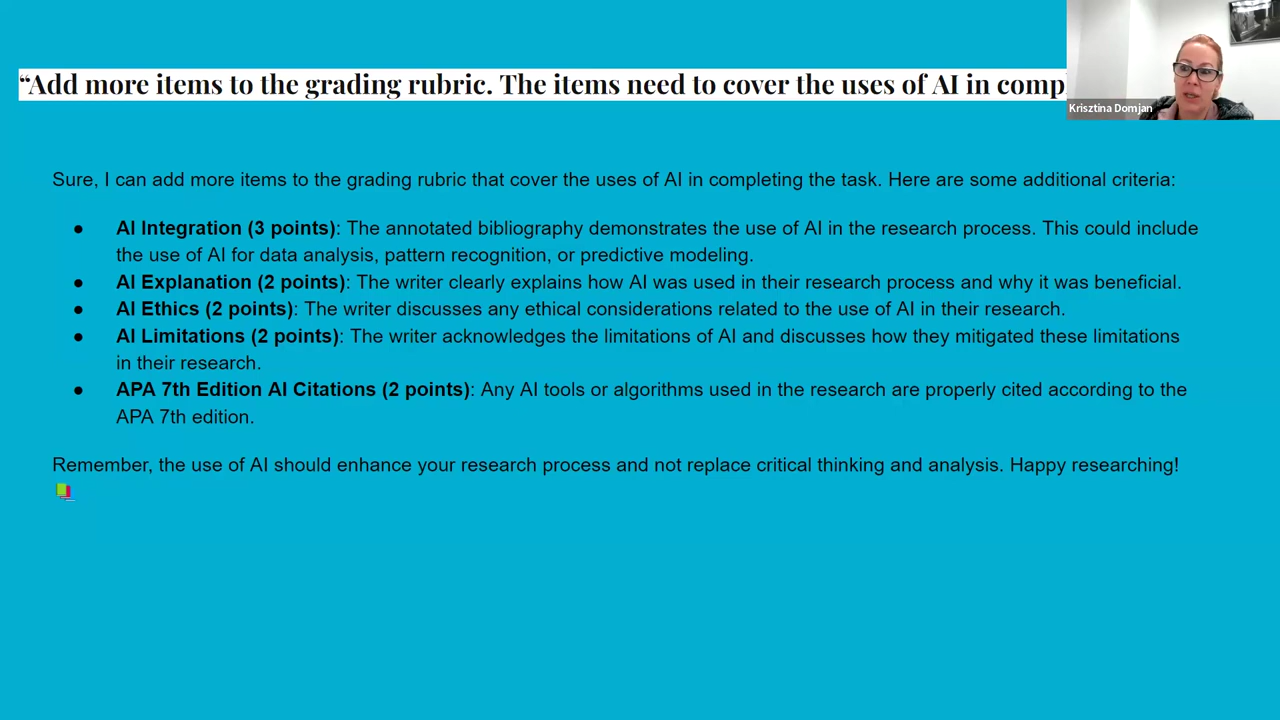 “Add more items to the grading rubric. The items need to cover the uses of AI in comp
Krisztina Domjan
Sure, I can add more items to the grading rubric that cover the uses of AI in completing the task. Here are some additional criteria:
● AI Integration (3 points): The annotated bibliography demonstrates the use of AI in the research process. This could include
the use of AI for data analysis, pattern recognition, or predictive modeling.
● AI Explanation (2 points): The writer clearly explains how AI was used in their research process and why it was beneficial.
● AI Ethics (2 points): The writer discusses any ethical considerations related to the use of AI in their research.
● AI Limitations (2 points): The writer acknowledges the limitations of AI and discusses how they mitigated these limitations
in their research.
● APA 7th Edition AI Citations (2 points): Any AI tools or algorithms used in the research are properly cited according to the
APA 7th edition.
Remember, the use of AI should enhance your research process and not replace critical thinking and analysis. Happy researching!